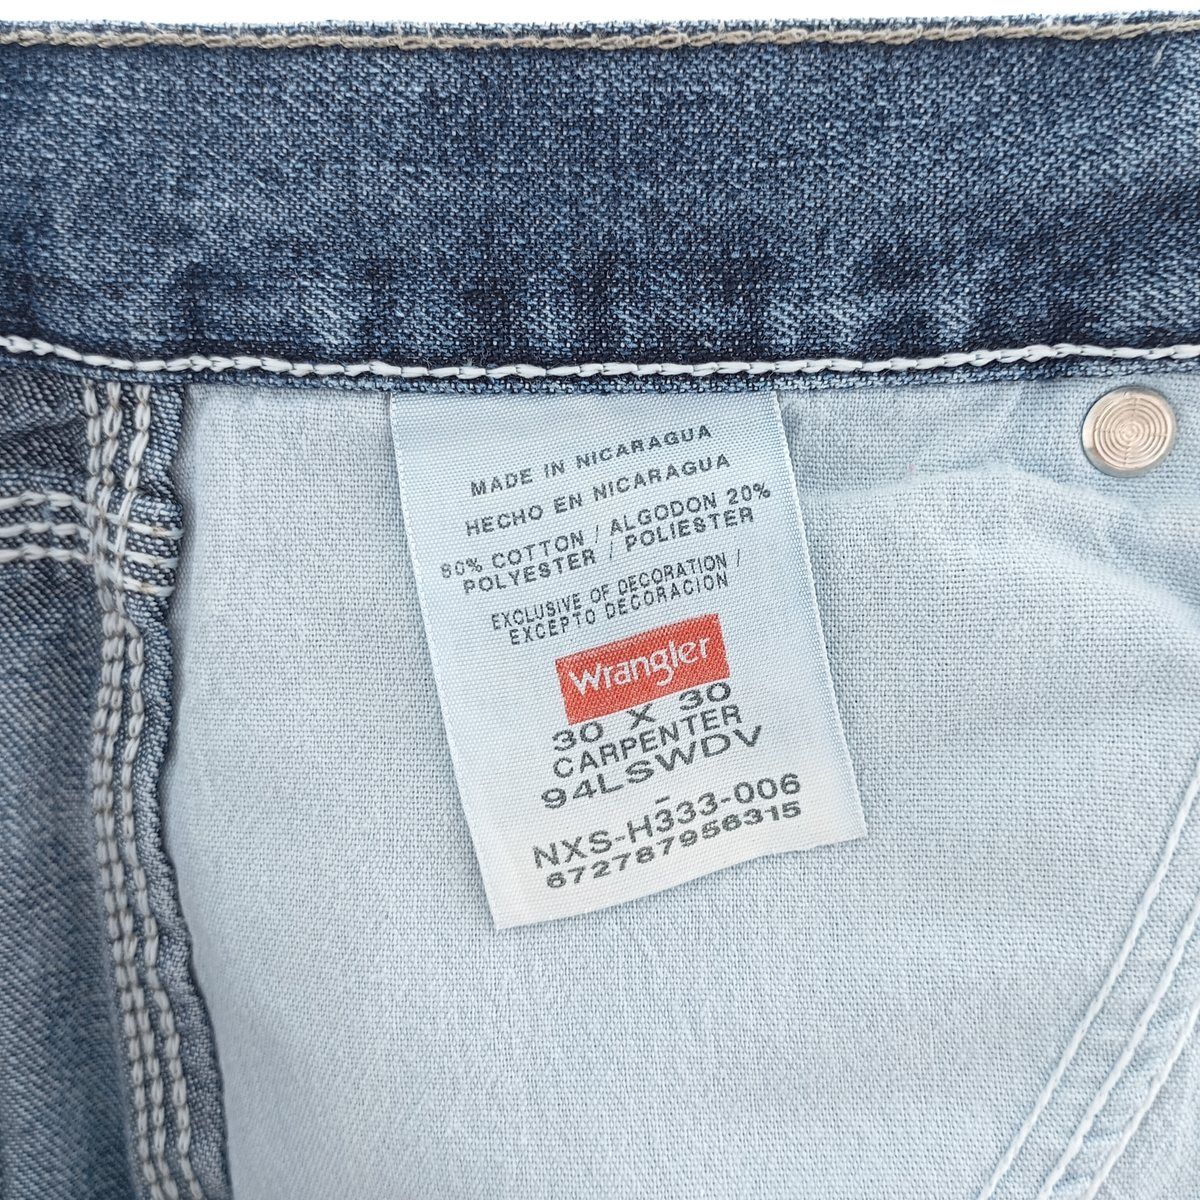 MADE IN NICARAGUA
HECHO EN NICARAGUA
80% COTTON / ALGODON 20%
POLYESTER / POLIESTER
EXCLUSIVE OF DECORATION /
EXCEPTO DECORACION
Wrangler
30 X 30
CARPENTER
94LSWDV
NXS-H333-006
672787956315